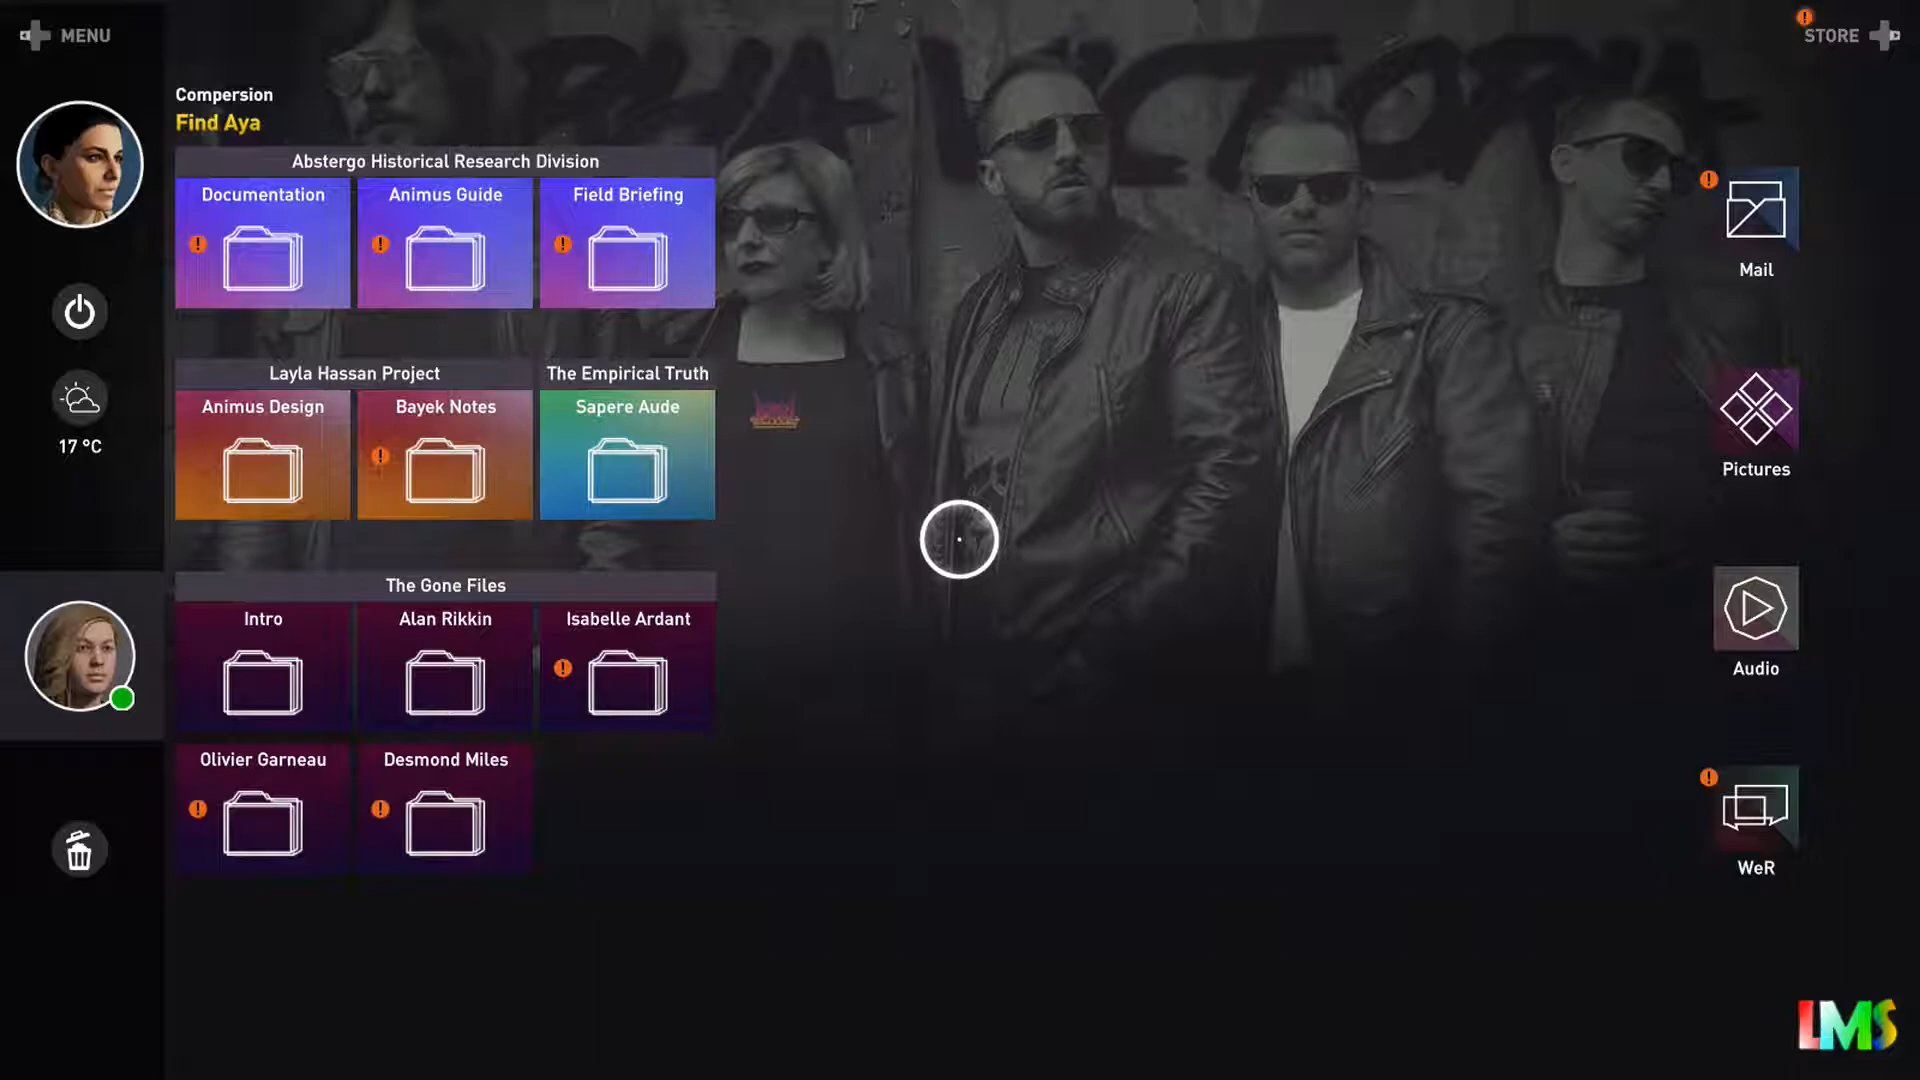 MENU
STORE
Compersion
Find Aya
Abstergo Historical Research Division
Documentation
Animus Guide
Field Briefing
Layla Hassan Project
The Empirical Truth
Animus Design
Bayek Notes
Sapere Aude
17 °C
The Gone Files
Intro
Alan Rikkin
Isabelle Ardant
Olivier Garneau
Desmond Miles
Mail
Pictures
Audio
WeR
LMS